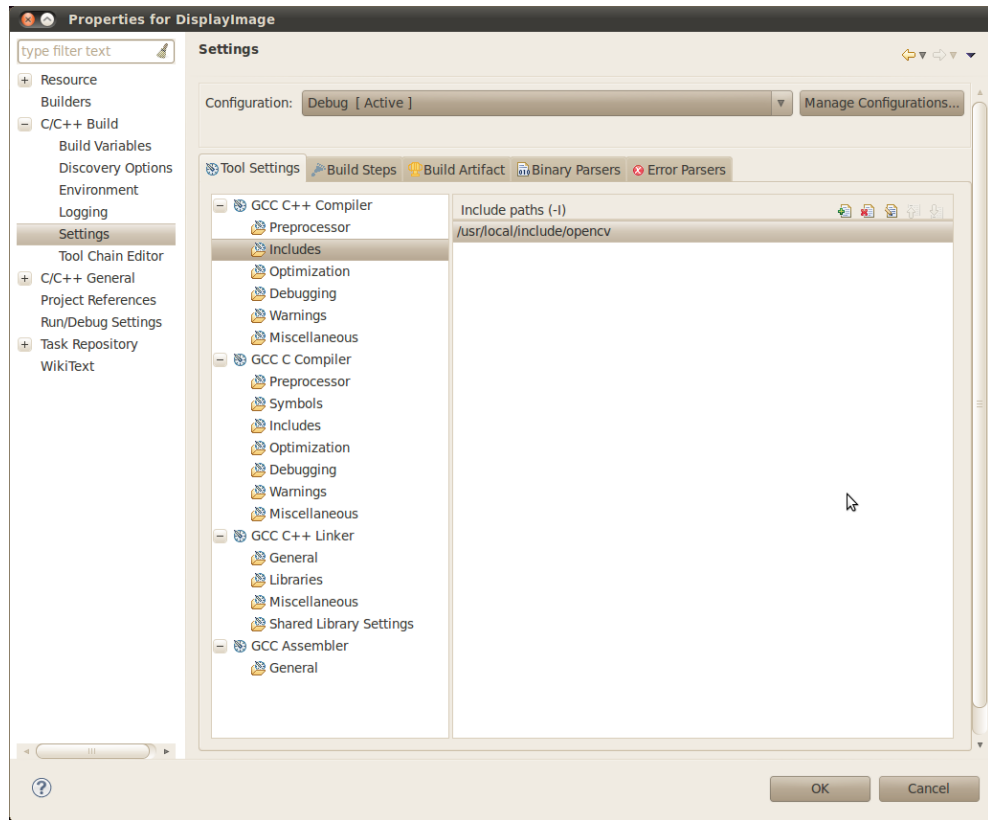 Properties for DisplayImage
type filter text
Resource
Builders
C/C++ Build
Build Variables
Discovery Options
Environment
Logging
Settings
Tool Chain Editor
C/C++ General
Project References
Run/Debug Settings
Task Repository
WikiText
Settings
Configuration: Debug [ Active ] Manage Configurations...
Tool Settings Build Steps Build Artifact Binary Parsers Error Parsers
GCC C++ Compiler
Preprocessor
Includes
Optimization
Debugging
Warnings
Miscellaneous
GCC C Compiler
Preprocessor
Symbols
Includes
Optimization
Debugging
Warnings
Miscellaneous
GCC C++ Linker
General
Libraries
Miscellaneous
Shared Library Settings
GCC Assembler
General
Include paths (-I)
/usr/local/include/opencv
OK Cancel